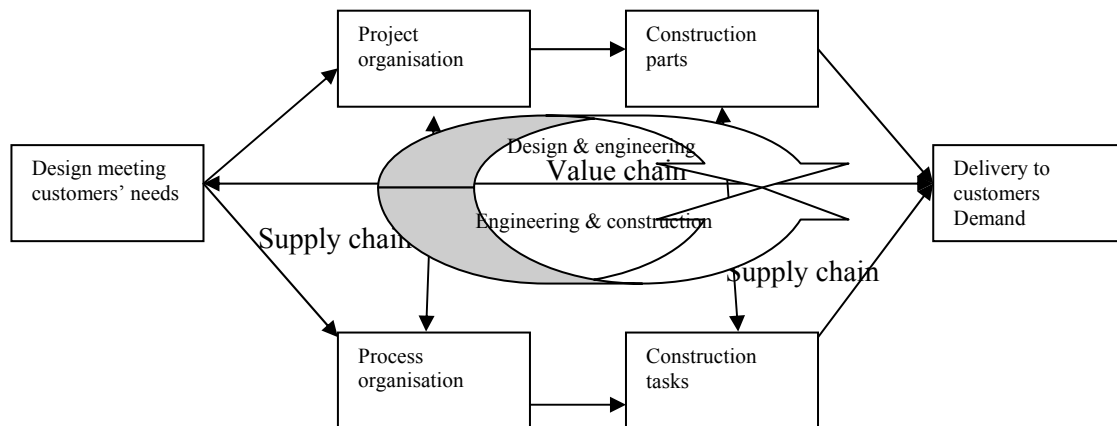 Project
organisation
Construction
parts
Design meeting
customers’ needs
Design & engineering
Value chain
Engineering & construction
Supply chain
Supply chain
Delivery to
customers
Demand
Process
organisation
Construction
tasks